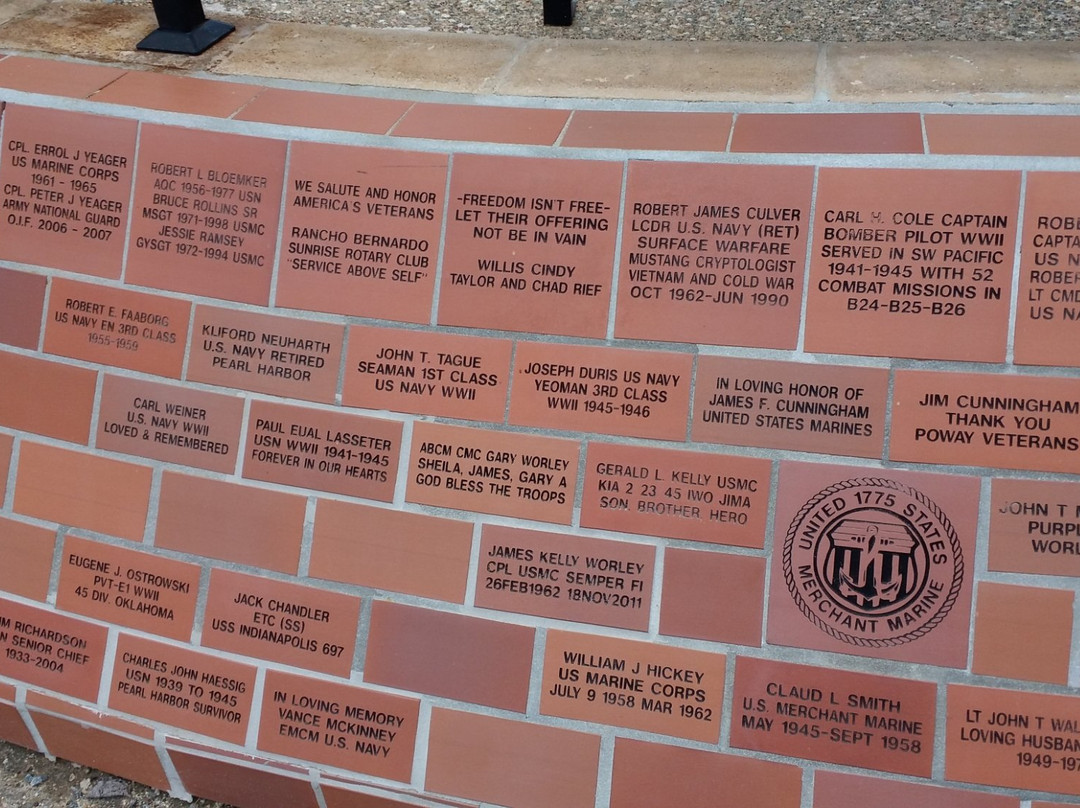 CPL. ERROL J YEAGER
US MARINE CORPS
1961 - 1965
CPL. PETER J YEAGER
ARMY NATIONAL GUARD
O.I.F. 2006 - 2007
ROBERT L BLOEMKER
AOC 1956-1977 USN
BRUCE ROLLINS SR
MSGT 1971-1998 USMC
JESSIE RAMSEY
GYSGT 1972-1994 USMC
WE SALUTE AND HONOR
AMERICA'S VETERANS
RANCHO BERNARDO
SUNRISE ROTARY CLUB
"SERVICE ABOVE SELF"
-FREEDOM ISN'T FREE-
LET THEIR OFFERING
NOT BE IN VAIN
WILLIS CINDY
TAYLOR AND CHAD RIEF
ROBERT JAMES CULVER
LCDR U.S. NAVY (RET)
SURFACE WARFARE
MUSTANG CRYPTOLOGIST
VIETNAM AND COLD WAR
OCT 1962-JUN 1990
CARL H. COLE CAPTAIN
BOMBER PILOT WWII
SERVED IN SW PACIFIC
1941-1945 WITH 52
COMBAT MISSIONS IN
B24-B25-B26
US N
LT CMD
US NA
ROBERT E. FAABORG
US NAVY EN 3RD CLASS
1955-1959
KLIFORD NEUHARTH
U.S. NAVY RETIRED
PEARL HARBOR
JOHN T. TAGUE
SEAMAN 1ST CLASS
US NAVY WWII
JOSEPH DURIS US NAVY
YEOMAN 3RD CLASS
WWII 1945-1946
IN LOVING HONOR OF
JAMES F. CUNNINGHAM
UNITED STATES MARINES
JIM CUNNINGHAM
THANK YOU
POWAY VETERANS
CARL WEINER
U.S. NAVY WWII
LOVED & REMEMBERED
PAUL EUAL LASSETER
USN WWII 1941-1945
FOREVER IN OUR HEARTS
ABCM CMC GARY WORLEY
SHEILA, JAMES, GARY A
GOD BLESS THE TROOPS
GERALD L. KELLY USMC
KIA 2 23 45 IWO JIMA
SON, BROTHER, HERO
UNITED 1775 STATES
MERCHANT MARINE
JOHN T
PURPL
WORL
EUGENE J. OSTROWSKI
PVT-E1 WWII
45 DIV. OKLAHOMA
JACK CHANDLER
ETC (SS)
USS INDIANAPOLIS 697
JAMES KELLY WORLEY
CPL USMC SEMPER FI
26FEB1962 18NOV2011
RICHARDSON
SENIOR CHIEF
1933-2004
CHARLES JOHN HAESSIG
USN 1939 TO 1945
PEARL HARBOR SURVIVOR
IN LOVING MEMORY
VANCE MCKINNEY
EMCM U.S. NAVY
WILLIAM J HICKEY
US MARINE CORPS
JULY 9 1958 MAR 1962
CLAUD L SMITH
U.S. MERCHANT MARINE
MAY 1945-SEPT 1958
LT JOHN T WAL
LOVING HUSBAN
1949-197